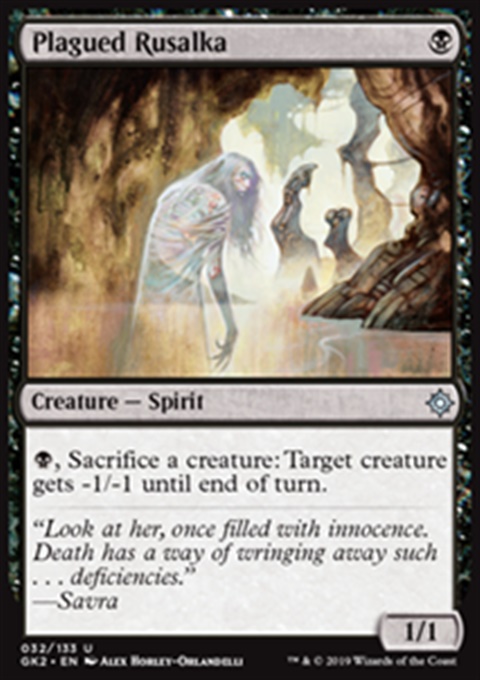 Plagued Rusalka
Creature — Spirit
, Sacrifice a creature: Target creature
gets -1/-1 until end of turn.
“Look at her, once filled with innocence.
Death has a way of wringing away such
. . . deficiencies.”
—Savra
1/1
032/133 U
GK2 • EN Alex Horley-Orlandelli
™ & © 2019 Wizards of the Coast